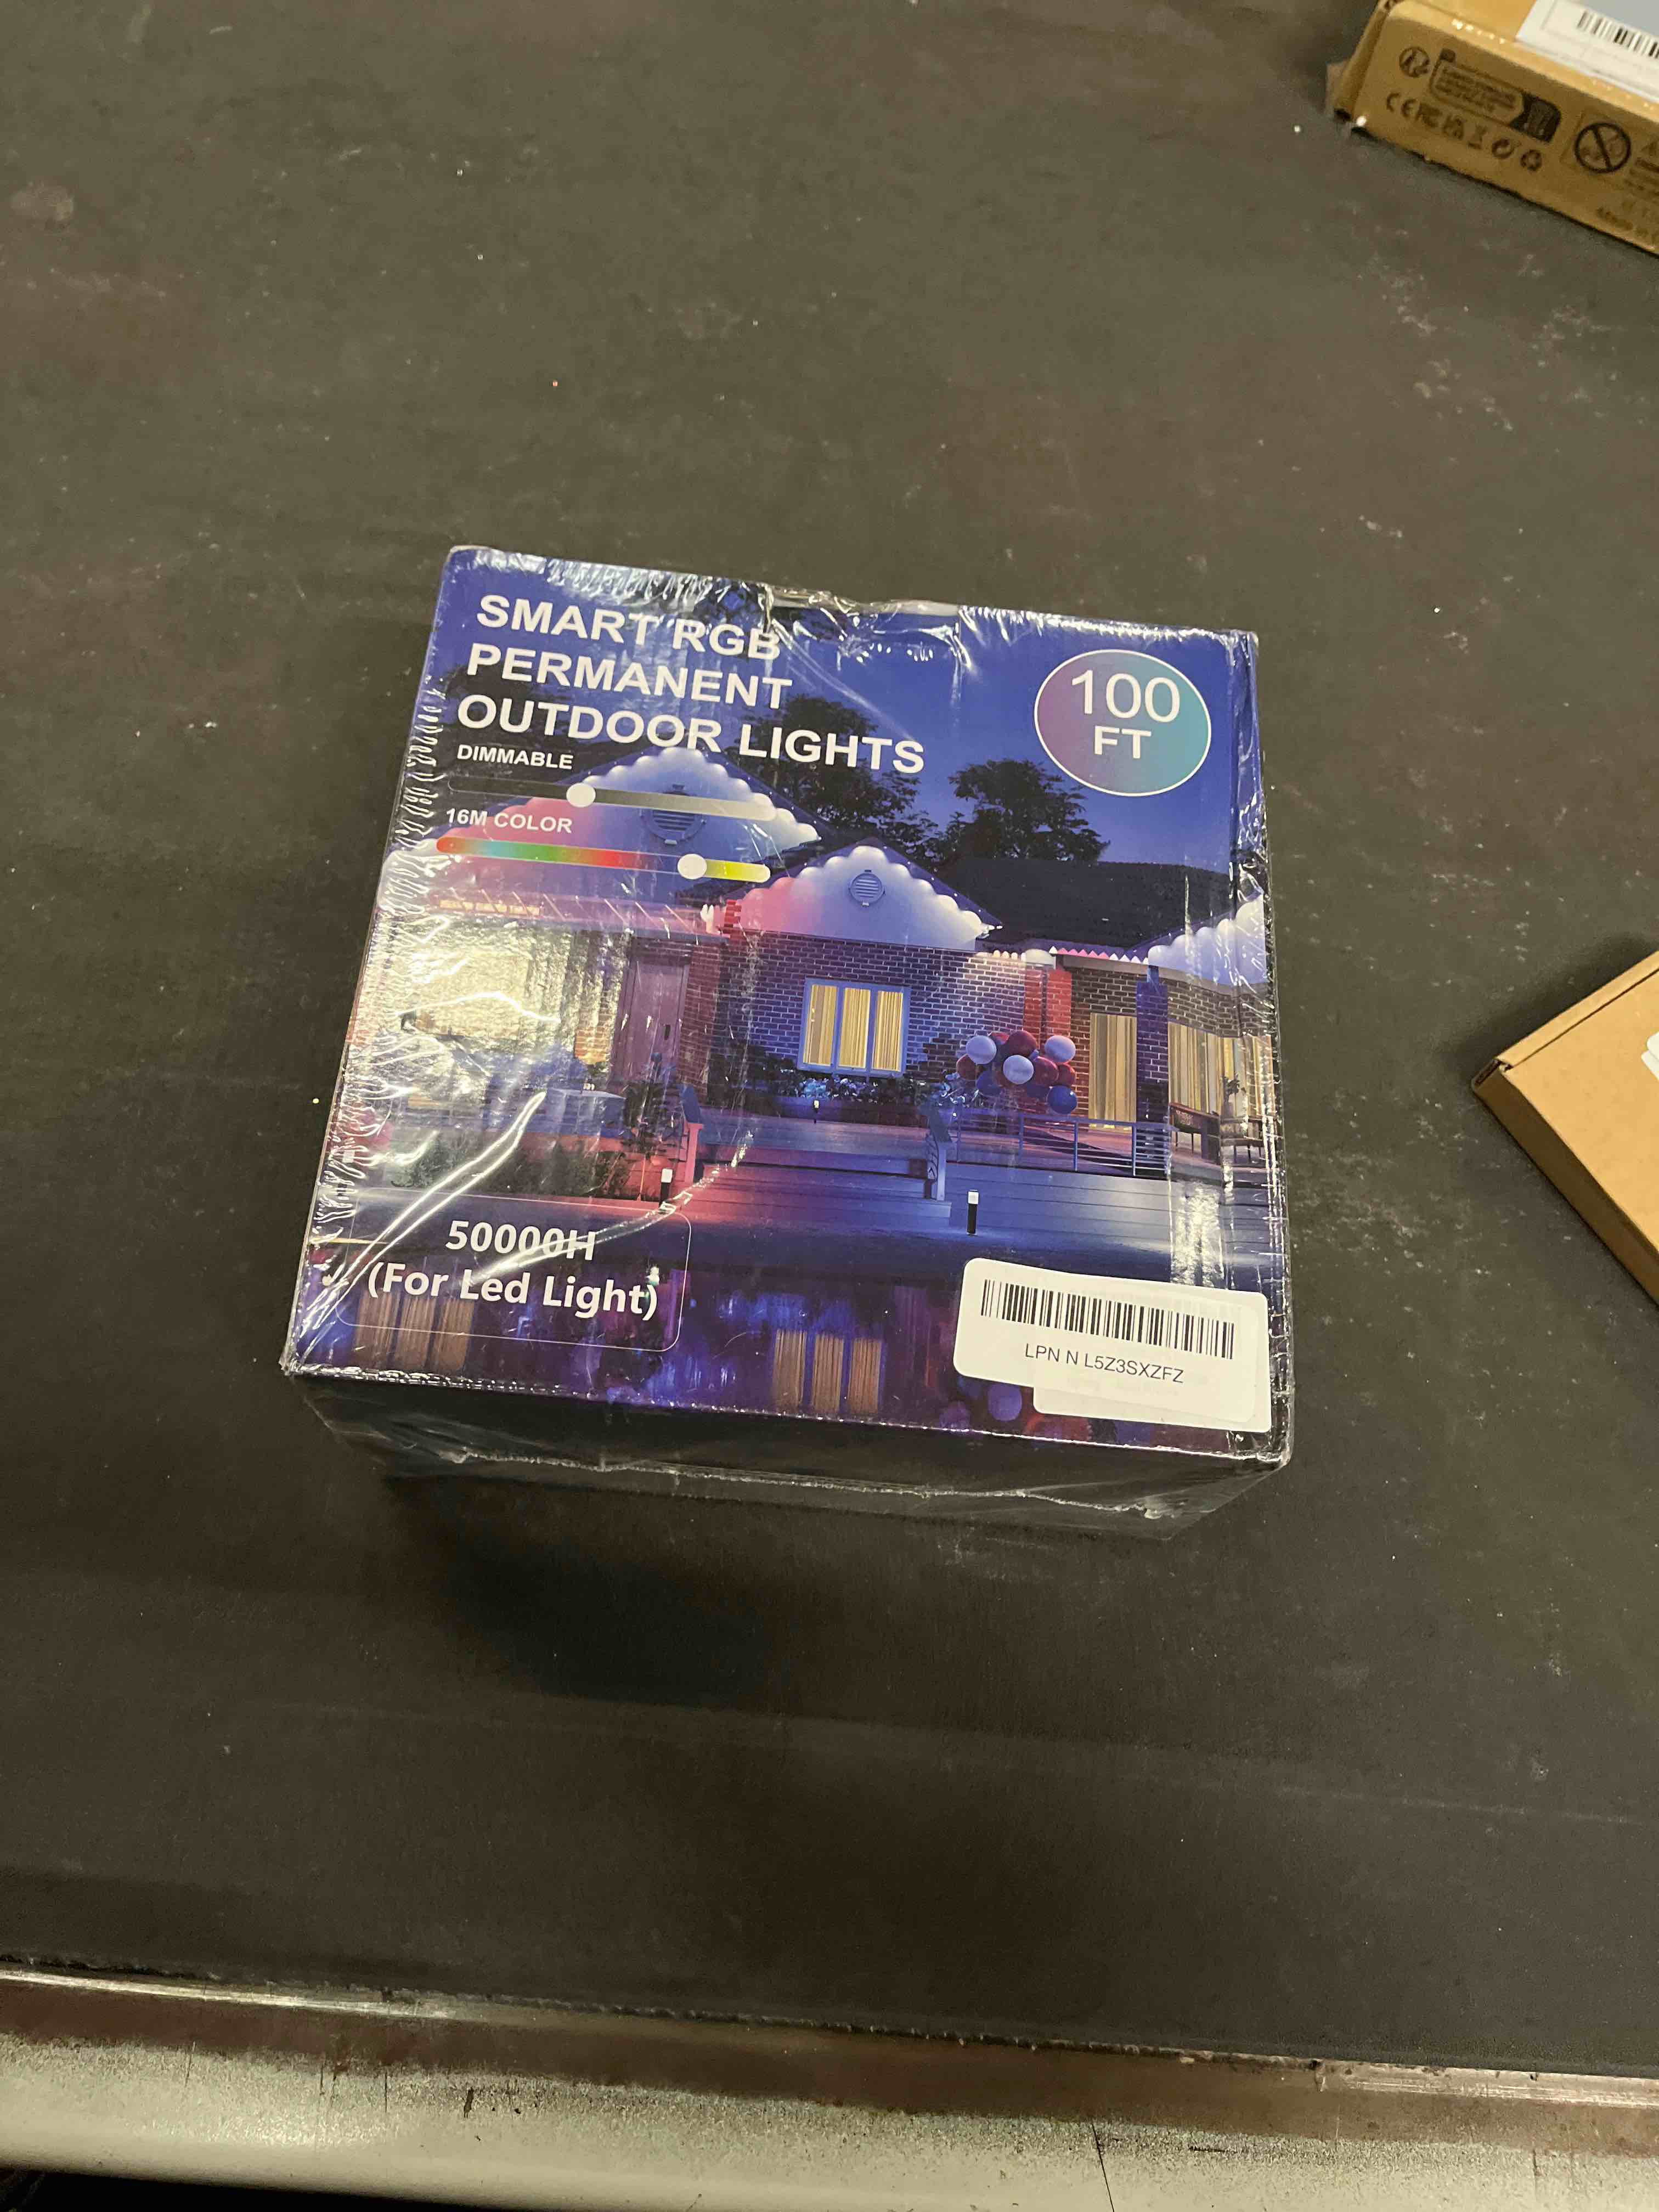 SMART RGB
PERMANENT
OUTDOOR LIGHTS
100
FT
DIMMABLE
16M COLOR
50000H
(For Led Light)
LPN N L5Z3SXZFZ